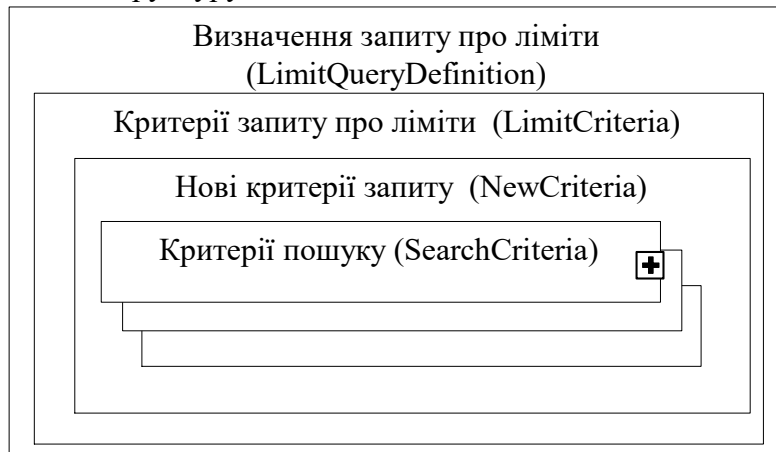 Визначення запиту про ліміти
(LimitQueryDefinition)
Критерії запиту про ліміти (LimitCriteria)
Нові критерії запиту (NewCriteria)
Критерії пошуку (SearchCriteria)